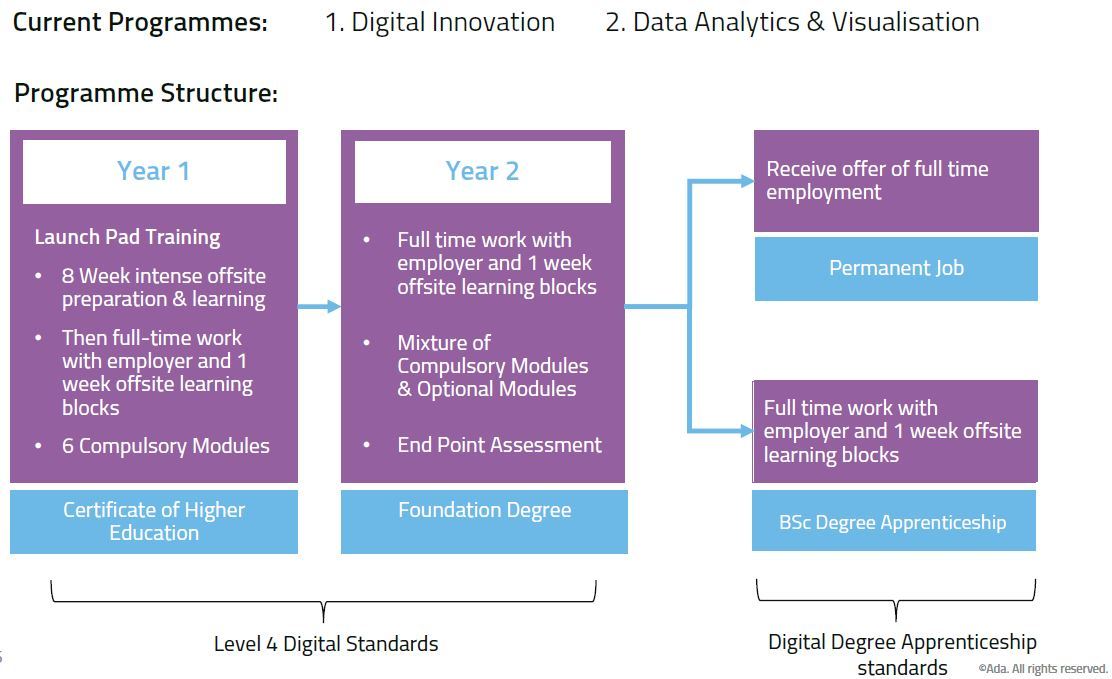 Current Programmes: 1. Digital Innovation 2. Data Analytics & Visualisation
Programme Structure:
Year 1
Launch Pad Training
• 8 Week intense offsite
preparation & learning
• Then full-time work
with employer and 1
week offsite learning
blocks
• 6 Compulsory Modules
Certificate of Higher
Education
Year 2
• Full time work with
employer and 1 week
offsite learning blocks
• Mixture of
Compulsory Modules
& Optional Modules
• End Point Assessment
Foundation Degree
Receive offer of full time
employment
Permanent Job
Full time work with
employer and 1 week offsite
learning blocks
BSc Degree Apprenticeship
Level 4 Digital Standards
Digital Degree Apprenticeship
standards
©Ada. All rights reserved.